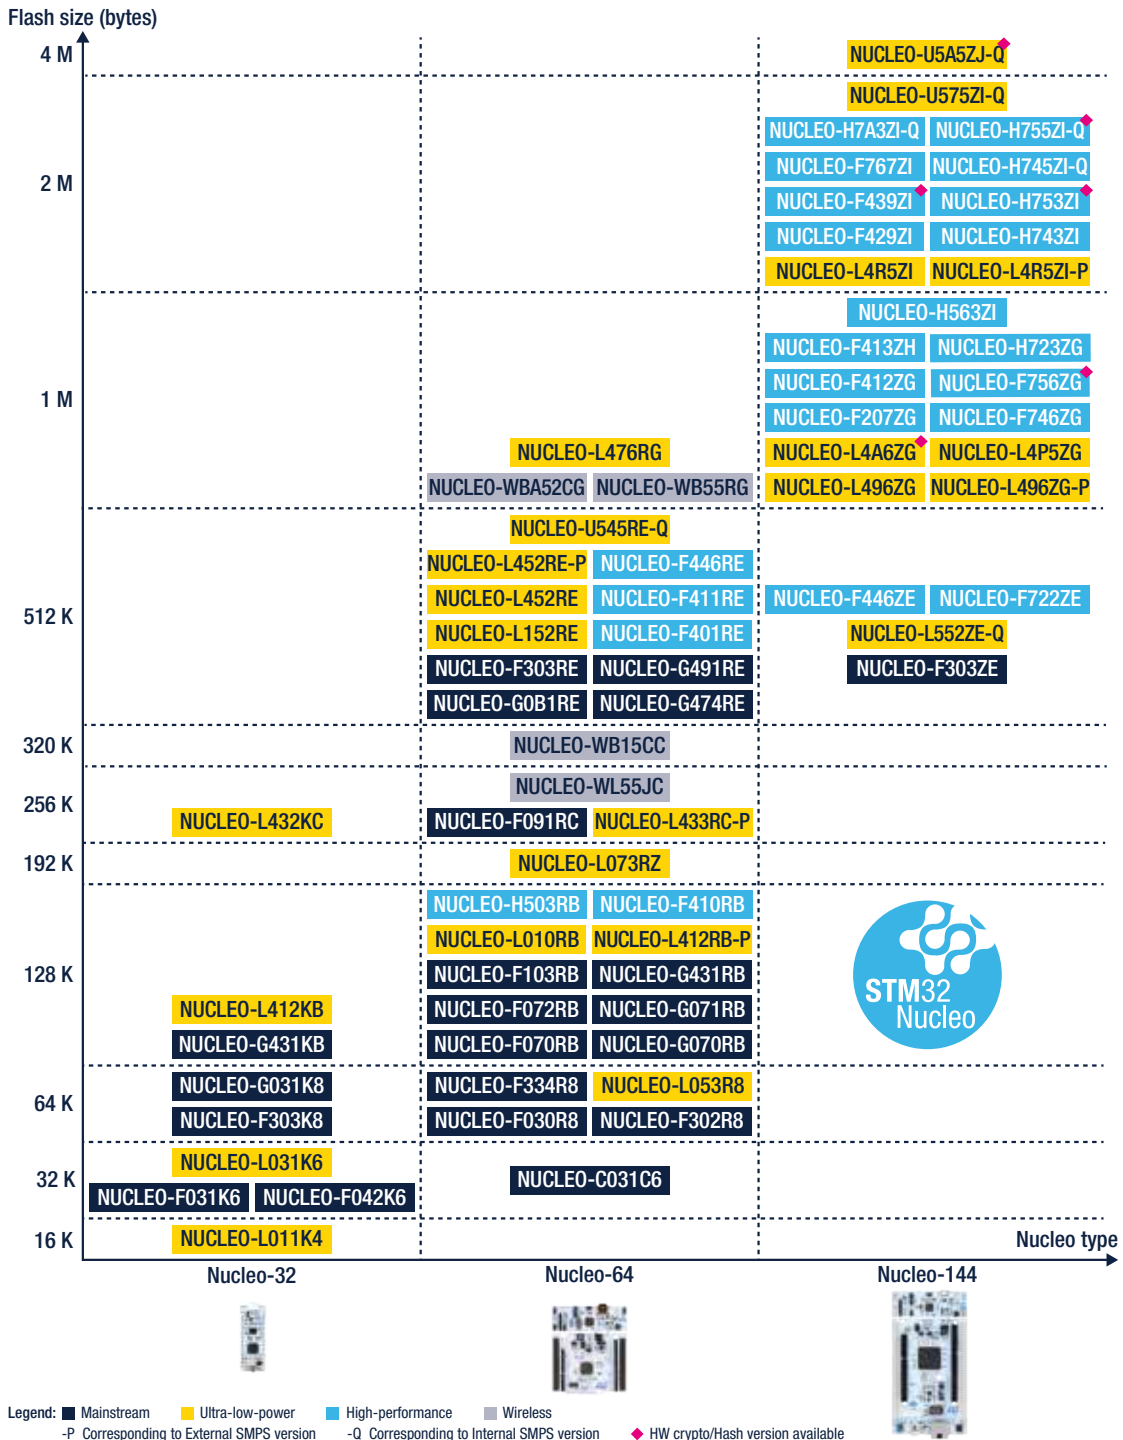 Flash size (bytes)
4 M
NUCLEO-U5A5ZJ-Q
NUCLEO-U575ZI-Q
NUCLEO-H7A3ZI-Q NUCLEO-H755ZI-Q
NUCLEO-F767ZI NUCLEO-H745ZI-Q
2 M
NUCLEO-F439ZI NUCLEO-H753ZI
NUCLEO-F429ZI NUCLEO-H743ZI
NUCLEO-L4R5ZI NUCLEO-L4R5ZI-P
NUCLEO-H563ZI
NUCLEO-F413ZH NUCLEO-H723ZG
NUCLEO-F412ZG NUCLEO-F756ZG
1 M
NUCLEO-F207ZG NUCLEO-F746ZG
NUCLEO-L476RG NUCLEO-L4A6ZG NUCLEO-L4P5ZG
NUCLEO-WBA52CG NUCLEO-WB55RG NUCLEO-L496ZG NUCLEO-L496ZG-P
NUCLEO-U545RE-Q
NUCLEO-L452RE-P NUCLEO-F446RE
NUCLEO-L452RE NUCLEO-F411RE NUCLEO-F446ZE NUCLEO-F722ZE
512 K
NUCLEO-L152RE NUCLEO-F401RE NUCLEO-L552ZE-Q
NUCLEO-F303RE NUCLEO-G491RE NUCLEO-F303ZE
NUCLEO-G0B1RE NUCLEO-G474RE
320 K NUCLEO-WB15CC
NUCLEO-WL55JC
256 K
NUCLEO-L432KC NUCLEO-F091RC NUCLEO-L433RC-P
192 K NUCLEO-L073RZ
NUCLEO-H503RB NUCLEO-F410RB
NUCLEO-L010RB NUCLEO-L412RB-P
128 K NUCLEO-F103RB NUCLEO-G431RB
STM32
NUCLEO-L412KB NUCLEO-F072RB NUCLEO-G071RB
Nucleo
NUCLEO-G431KB NUCLEO-F070RB NUCLEO-G070RB
NUCLEO-G031K8 NUCLEO-F334R8 NUCLEO-L053R8
64 K
NUCLEO-F303K8 NUCLEO-F030R8 NUCLEO-F302R8
NUCLEO-L031K6
32 K NUCLEO-C031C6
NUCLEO-F031K6 NUCLEO-F042K6
16 K NUCLEO-L011K4 Nucleo type
Nucleo-32 Nucleo-64 Nucleo-144
Legend: Mainstream Ultra-low-power High-performance Wireless
-P Corresponding to External SMPS version -Q Corresponding to Internal SMPS version HW crypto/Hash version available